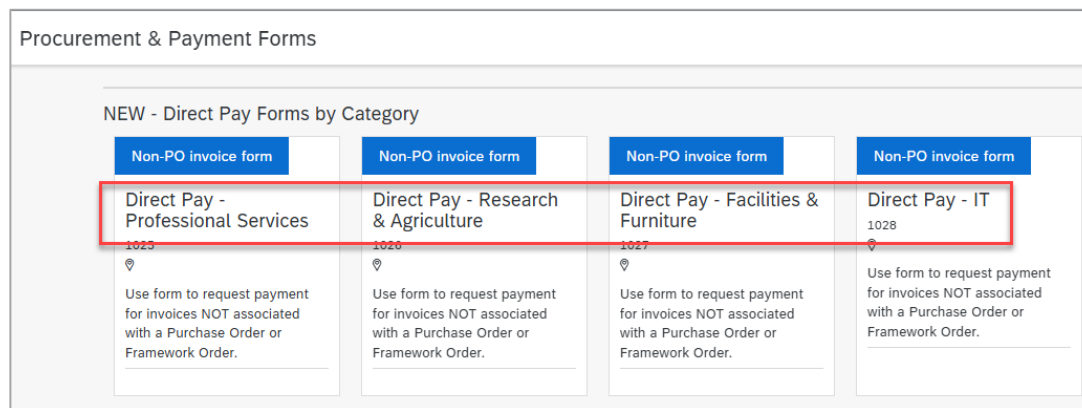 Procurement & Payment Forms
NEW - Direct Pay Forms by Category
Non-PO invoice form
Direct Pay -
Professional Services
1025
Use form to request payment
for invoices NOT associated
with a Purchase Order or
Framework Order.
Non-PO invoice form
Direct Pay - Research
& Agriculture
1026
Use form to request payment
for invoices NOT associated
with a Purchase Order or
Framework Order.
Non-PO invoice form
Direct Pay - Facilities &
Furniture
1027
Use form to request payment
for invoices NOT associated
with a Purchase Order or
Framework Order.
Non-PO invoice form
Direct Pay - IT
1028
Use form to request payment
for invoices NOT associated
with a Purchase Order or
Framework Order.